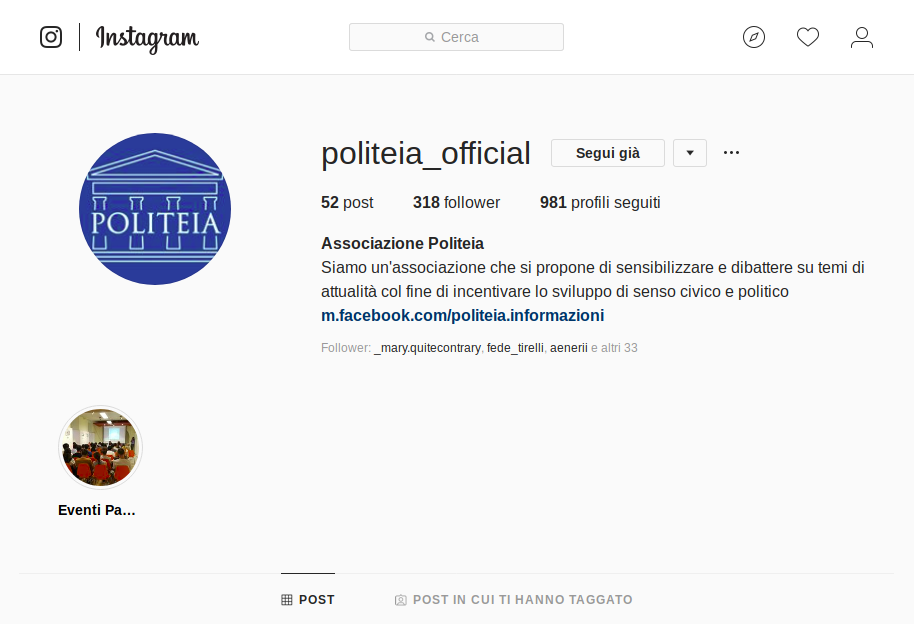 Instagram
Cerca
POLITEIA
politeia_official
Segui già
52 post 318 follower 981 profili seguiti
Associazione Politeia
Siamo un'associazione che si propone di sensibilizzare e dibattere su temi di
attualità col fine di incentivare lo sviluppo di senso civico e politico
m.facebook.com/politeia.informazioni
Follower: _mary.quitecontrary, fede_tirelli, aenerii e altri 33
Eventi Pa...
POST
POST IN CUI TI HANNO TAGGATO